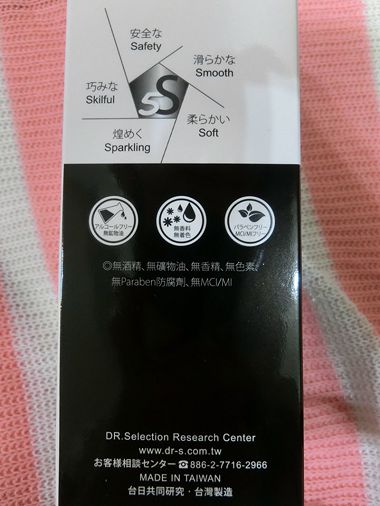 安全な
Safety
滑らかな
Smooth
巧みな
Skilful
5S
煌めく
Sparkling
柔らかい
Soft
アルコールフリー
無鉱物油
無香料
無着色
パラベンフリー
MCI/MIフリー
◎無酒精、無礦物油、無香精、無色素、
無Paraben防腐劑、無MCI/MI
DR.Selection Research Center
www.dr-s.com.tw
お客様相談センター☎886-2-7716-2966
MADE IN TAIWAN
台日共同研究・台灣製造